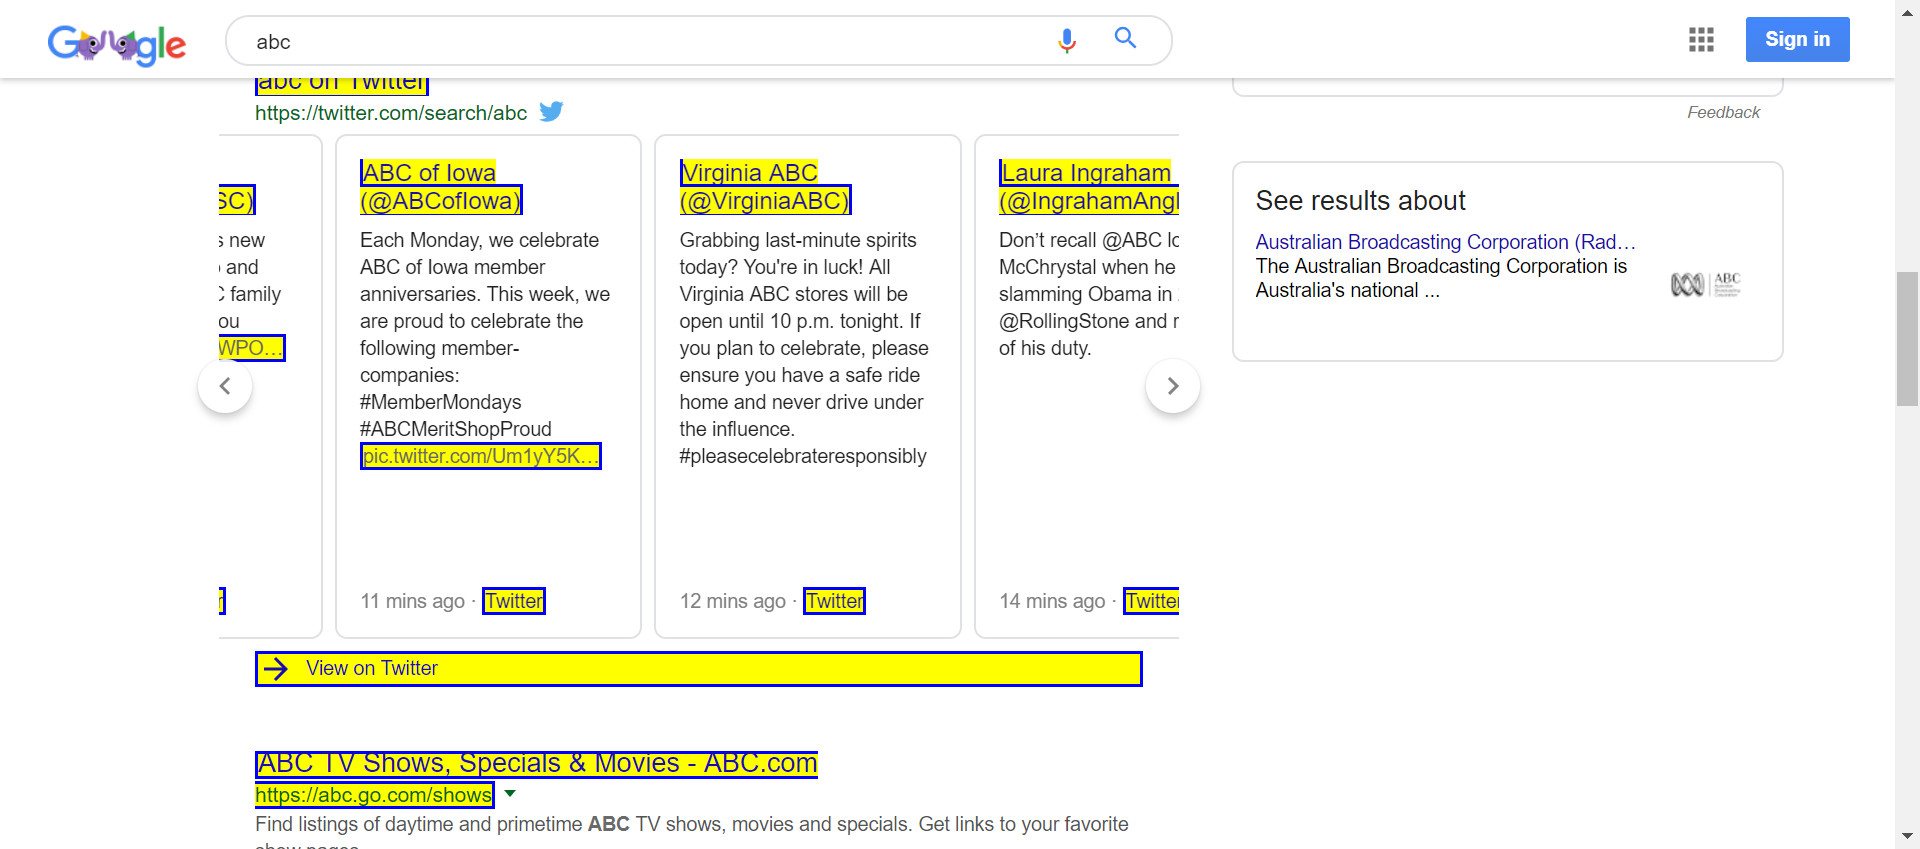 Google
abc
Sign in
abc on Twitter
https://twitter.com/search/abc
Feedback
SC)
s new
and
family
ou
WPO...
ABC of Iowa
(@ABCofIowa)
Each Monday, we celebrate
ABC of Iowa member
anniversaries. This week, we
are proud to celebrate the
following member-
companies:
#MemberMondays
#ABCMeritShopProud
pic.twitter.com/Um1yY5K...
11 mins ago · Twitter
Virginia ABC
(@VirginiaABC)
Grabbing last-minute spirits
today? You're in luck! All
Virginia ABC stores will be
open until 10 p.m. tonight. If
you plan to celebrate, please
ensure you have a safe ride
home and never drive under
the influence.
#pleasecelebrateresponsibly
12 mins ago · Twitter
Laura Ingraham
(@IngrahamAngl
Don’t recall @ABC lo
McChrystal when he
slamming Obama in
@RollingStone and r
of his duty.
14 mins ago · Twitter
View on Twitter
See results about
Australian Broadcasting Corporation (Rad...
The Australian Broadcasting Corporation is
Australia's national ...
ABC
ABC TV Shows, Specials & Movies - ABC.com
https://abc.go.com/shows
Find listings of daytime and primetime ABC TV shows, movies and specials. Get links to your favorite
show pages.